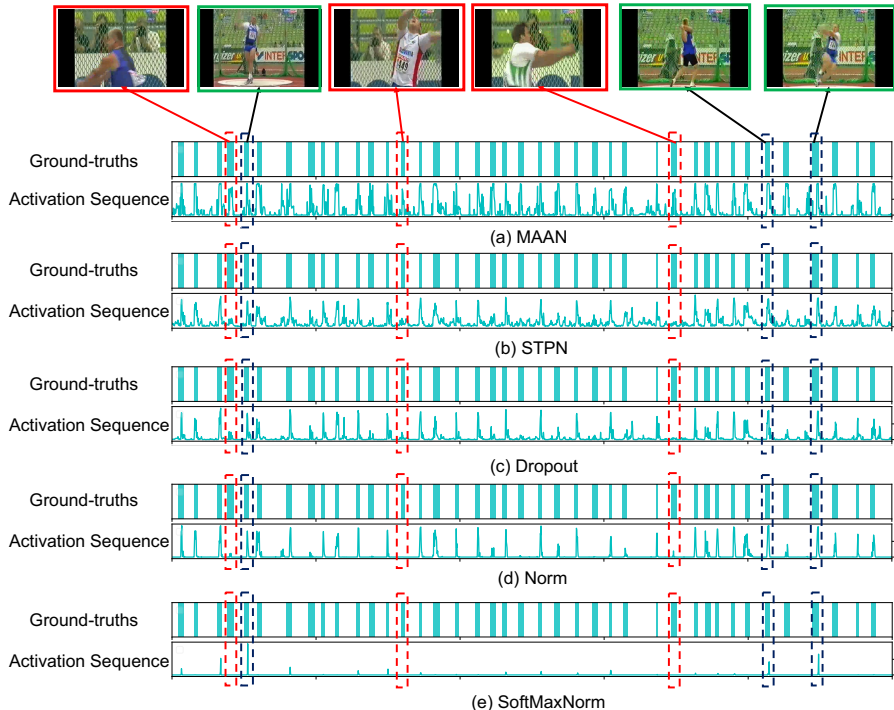 Ground-truths
Activation Sequence
(a) MAAN
Ground-truths
Activation Sequence
(b) STPN
Ground-truths
Activation Sequence
(c) Dropout
Ground-truths
Activation Sequence
(d) Norm
Ground-truths
Activation Sequence
(e) SoftMaxNorm